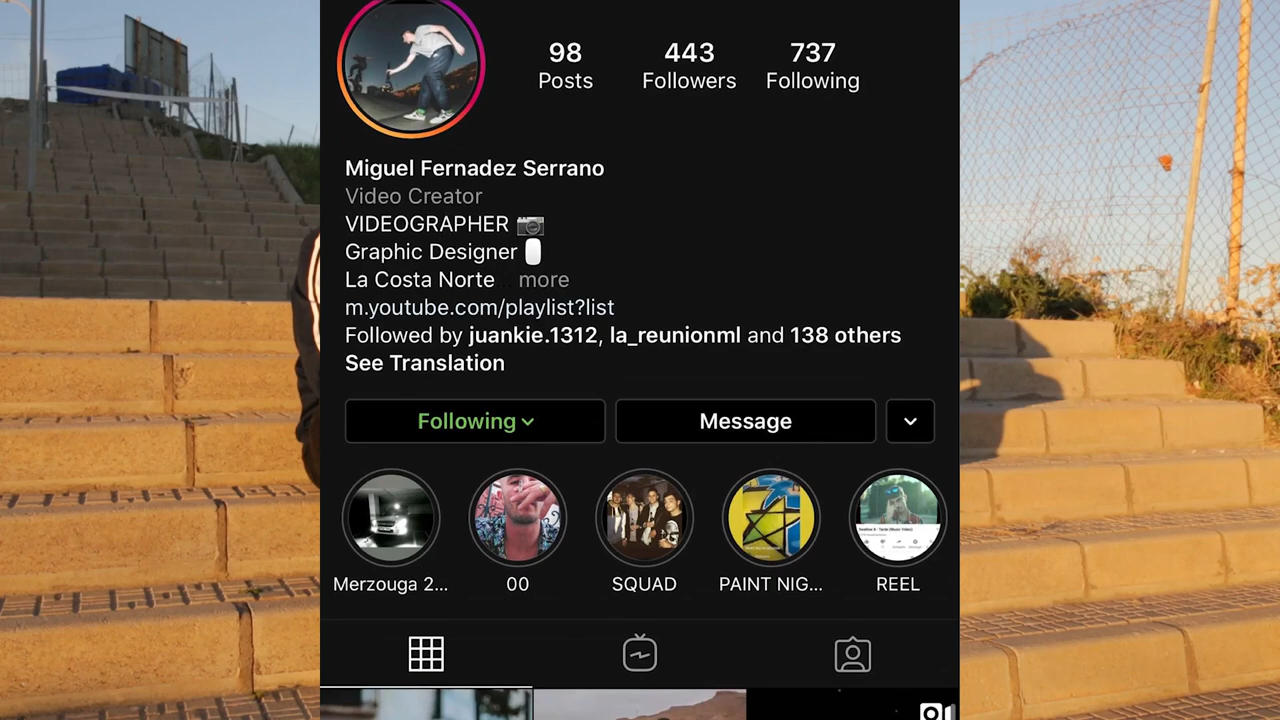 98 443 737
Posts Followers Following
Miguel Fernadez Serrano
Video Creator
VIDEOGRAPHER 📷
Graphic Designer
La Costa Norte more
m.youtube.com/playlist?list
Followed by juankie.1312, la_reunionml and 138 others
See Translation
Following Message
Merzouga 2... 00 SQUAD PAINT NIG... REEL